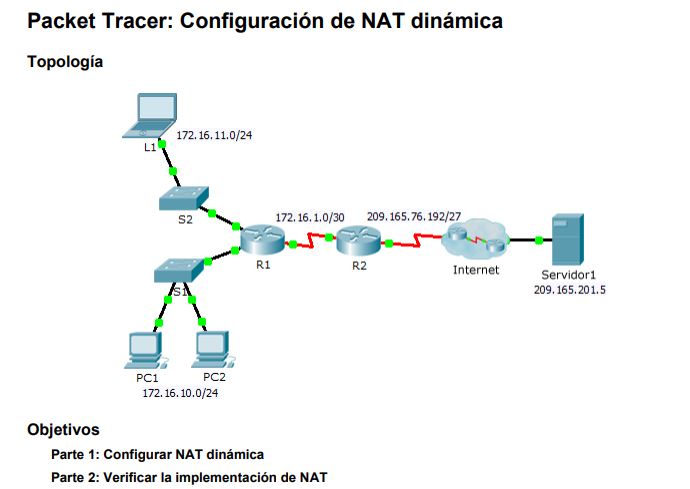 Packet Tracer: Configuración de NAT dinámica
Topología
172.16.11.0/24
L1
S2
172.16.1.0/30
209.165.76.192/27
R1
R2
Internet
Servidor1
209.165.201.5
S1
PC1
PC2
172.16.10.0/24
Objetivos
Parte 1: Configurar NAT dinámica
Parte 2: Verificar la implementación de NAT